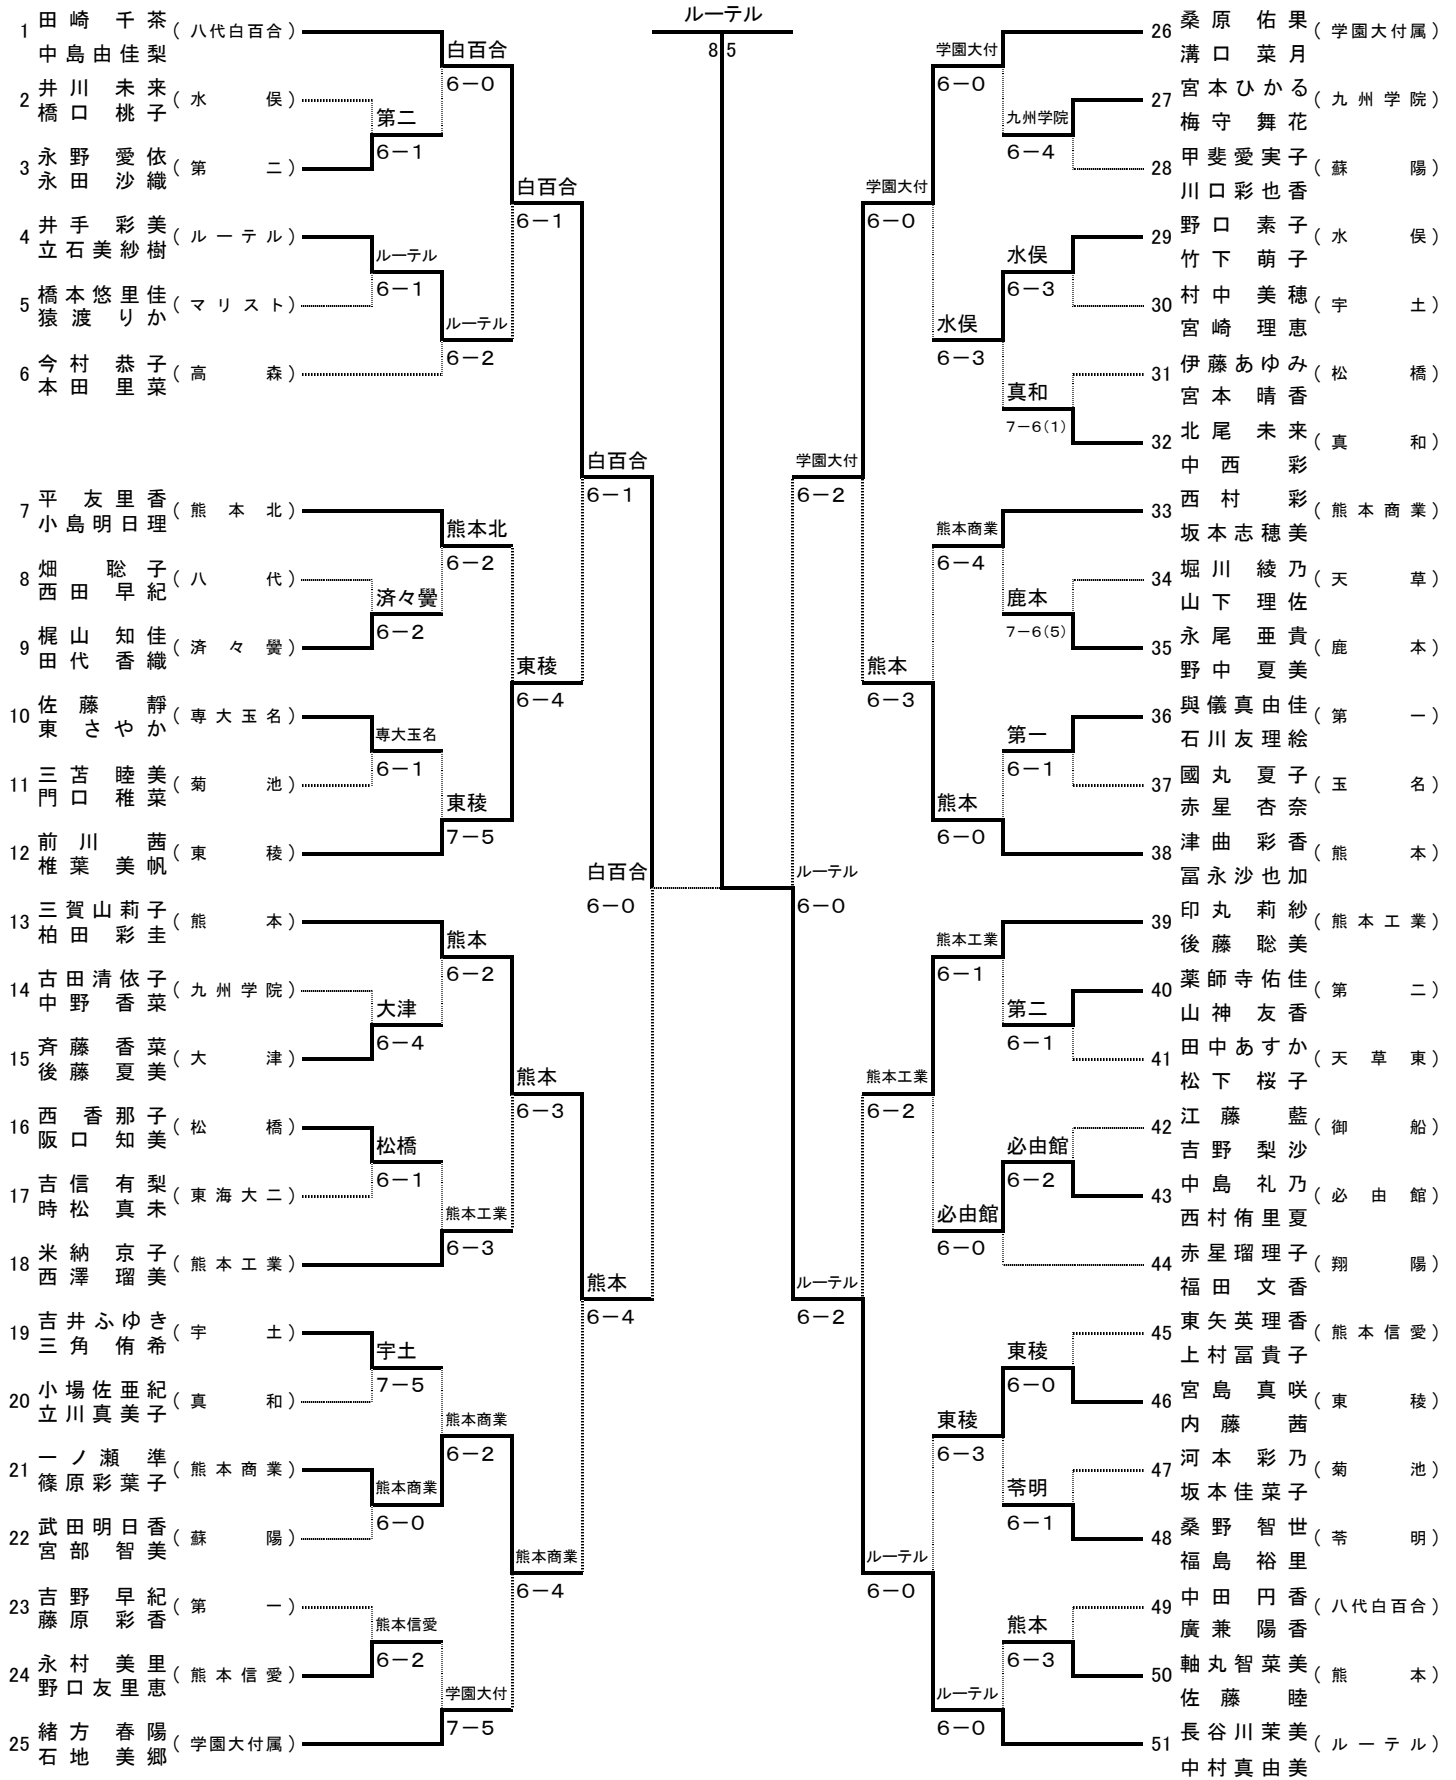 ルーテル
8 5
1 田崎千茶 (八代白百合)
中島由佳梨
2 井川未来 (水俣)
橋口桃子
3 永野愛依 (第二)
永田沙織
4 井手彩美 (ルーテル)
立石美紗樹
5 橋本悠里佳 (マリスト)
猿渡りか
6 今村恭子 (高森)
本田里菜
7 平友里香 (熊本北)
小島明日理
8 畑聡子 (八代)
西田早紀
9 梶山知佳 (済々黌)
田代香織
10 佐藤靜 (専大玉名)
東さやか
11 三苫睦美 (菊池)
門口稚菜
12 前川茜 (東稜)
椎葉美帆
13 三賀山莉子 (熊本)
柏田彩圭
14 古田清依子 (九州学院)
中野香菜
15 斉藤香菜 (大津)
後藤夏美
16 西香那子 (松橋)
阪口知美
17 吉信有梨 (東海大二)
時松真未
18 米納京子 (熊本工業)
西澤瑠美
19 吉井ふゆき (宇土)
三角侑希
20 小場佐亜紀 (真和)
立川真美子
21 一ノ瀬準 (熊本商業)
篠原彩葉子
22 武田明日香 (蘇陽)
宮部智美
23 吉野早紀 (第一)
藤原彩香
24 永村美里 (熊本信愛)
野口友里恵
25 緒方春陽 (学園大付属)
石地美郷
第二
6-1
ルーテル
6-1
済々黌
6-2
専大玉名
6-1
大津
6-4
松橋
6-1
宇土
7-5
熊本商業
6-0
熊本信愛
6-2
白百合
6-0
ルーテル
6-2
熊本北
6-2
東稜
7-5
熊本
6-2
熊本工業
6-3
熊本商業
6-2
学園大付
7-5
白百合
6-1
東稜
6-4
熊本
6-3
熊本商業
6-4
白百合
6-1
熊本
6-4
白百合
6-0
ルーテル
6-0
学園大付
6-2
ルーテル
6-2
学園大付
6-0
熊本
6-3
熊本工業
6-2
ルーテル
6-0
学園大付
6-0
水俣
6-3
熊本商業
6-4
熊本
6-0
熊本工業
6-1
必由館
6-0
東稜
6-3
ルーテル
6-0
九州学院
6-4
水俣
6-3
真和
7-6(1)
鹿本
7-6(5)
第一
6-1
第二
6-1
必由館
6-2
東稜
6-0
苓明
6-1
熊本
6-3
26 桑原佑果 (学園大付属)
溝口菜月
27 宮本ひかる (九州学院)
梅守舞花
28 甲斐愛実子 (蘇陽)
川口彩也香
29 野口素子 (水俣)
竹下萌子
30 村中美穂 (宇土)
宮崎理恵
31 伊藤あゆみ (松橋)
宮本晴香
32 北尾未来 (真和)
中西彩
33 西村彩 (熊本商業)
坂本志穂美
34 堀川綾乃 (天草)
山下理佐
35 永尾亜貴 (鹿本)
野中夏美
36 與儀真由佳 (第一)
石川友理絵
37 國丸夏子 (玉名)
赤星杏奈
38 津曲彩香 (熊本)
冨永沙也加
39 印丸莉紗 (熊本工業)
後藤聡美
40 薬師寺佑佳 (第二)
山神友香
41 田中あすか (天草東)
松下桜子
42 江藤藍 (御船)
吉野梨沙
43 中島礼乃 (必由館)
西村侑里夏
44 赤星瑠理子 (翔陽)
福田文香
45 東矢英理香 (熊本信愛)
上村冨貴子
46 宮島真咲 (東稜)
内藤茜
47 河本彩乃 (菊池)
坂本佳菜子
48 桑野智世 (苓明)
福島裕里
49 中田円香 (八代白百合)
廣兼陽香
50 軸丸智菜美 (熊本)
佐藤睦
51 長谷川茉美 (ルーテル)
中村真由美